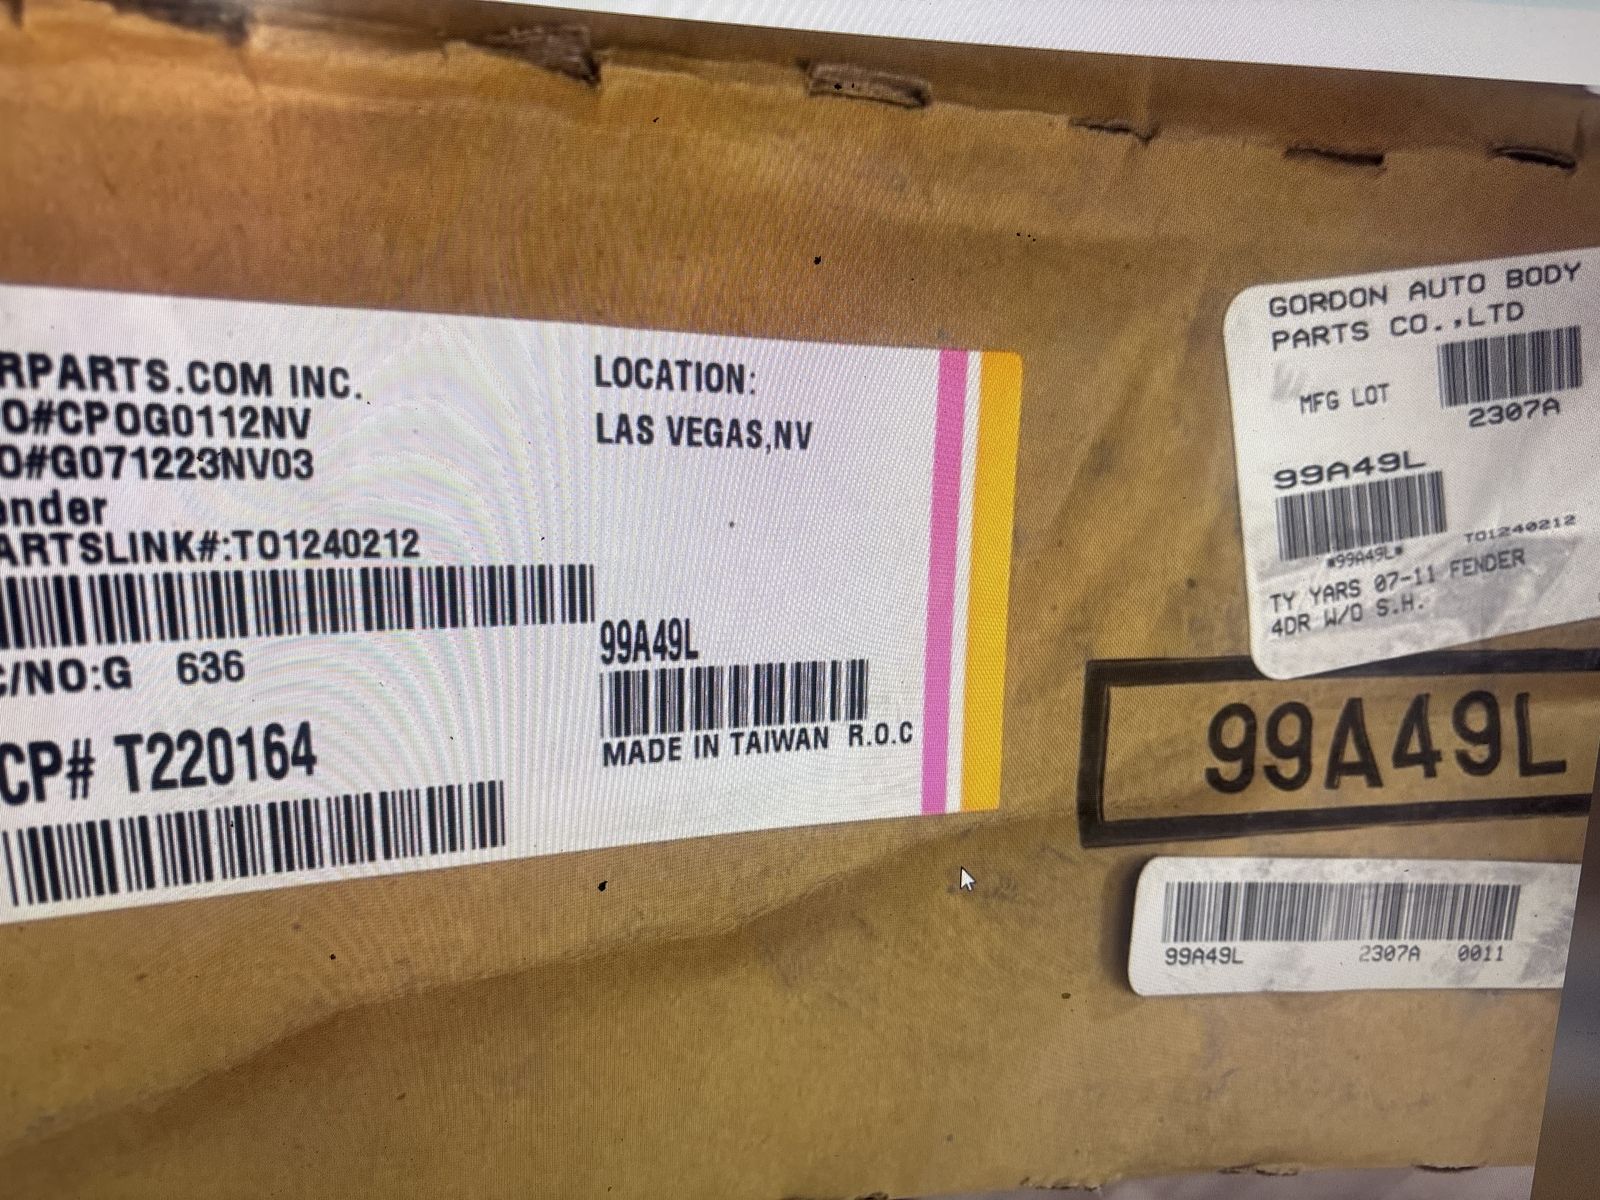 RPARTS.COM INC.
O#CPOG0112NV
O#G071223NV03
ender
ARTSLINK#:TO1240212
C/NO:G 636
CP# T220164
LOCATION:
LAS VEGAS,NV
99A49L
MADE IN TAIWAN R.O.C
GORDON AUTO BODY
PARTS CO.,LTD
MFG LOT
2307A
99A49L
*99A49L* TO1240212
TY YARS 07-11 FENDER
4DR W/O S.H.
99A49L
99A49L 2307A 0011